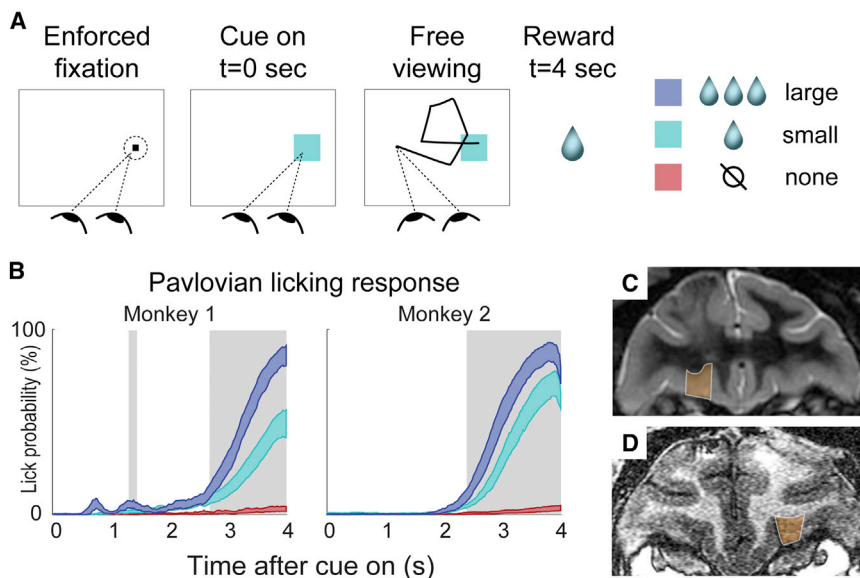 A
Enforced
fixation
Cue on
t=0 sec
Free
viewing
Reward
t=4 sec
large
small
none
B
Pavlovian licking response
Monkey 1
Monkey 2
100
0
Lick probability (%)
0 1 2 3 4
0 1 2 3 4
Time after cue on (s)
C
D